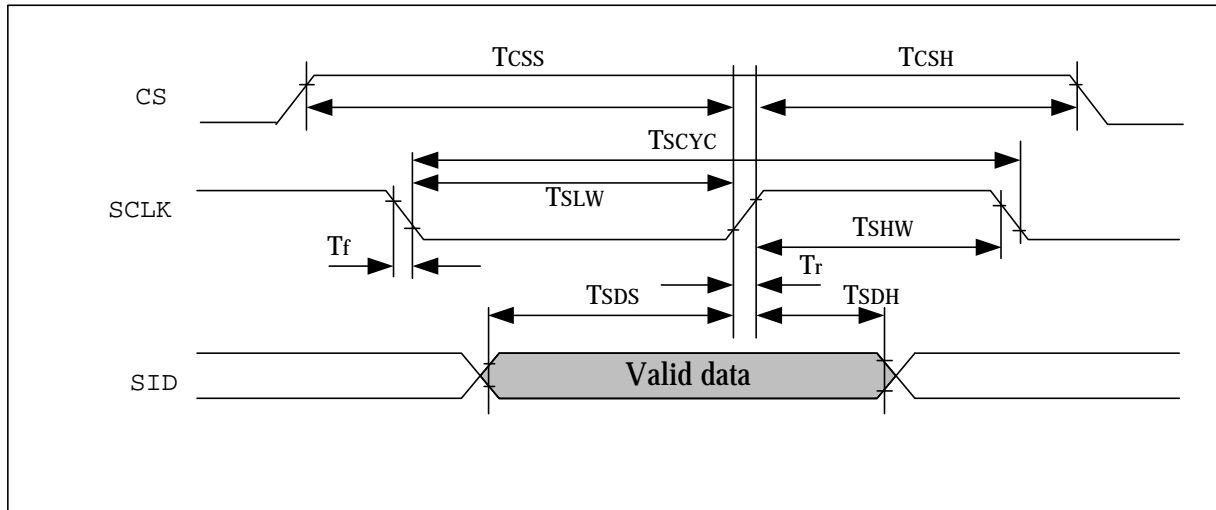 TCSS
TCSH
CS
TSCYC
TSLW
SCLK
TSHW
Tf
Tr
TSDS
TSDH
SID
Valid data